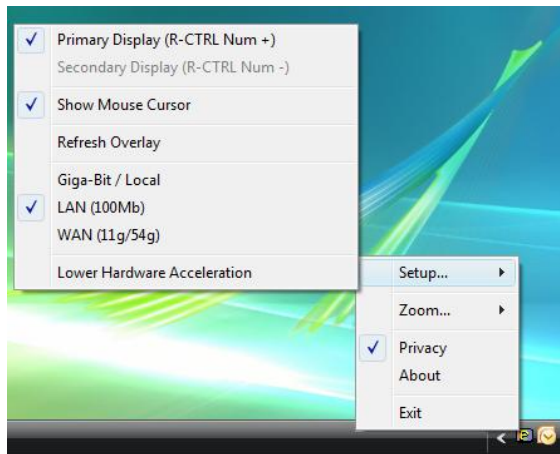 Primary Display (R-CTRL Num +)
Secondary Display (R-CTRL Num -)
Show Mouse Cursor
Refresh Overlay
Giga-Bit / Local
LAN (100Mb)
WAN (11g/54g)
Lower Hardware Acceleration
Setup...
Zoom...
Privacy
About
Exit